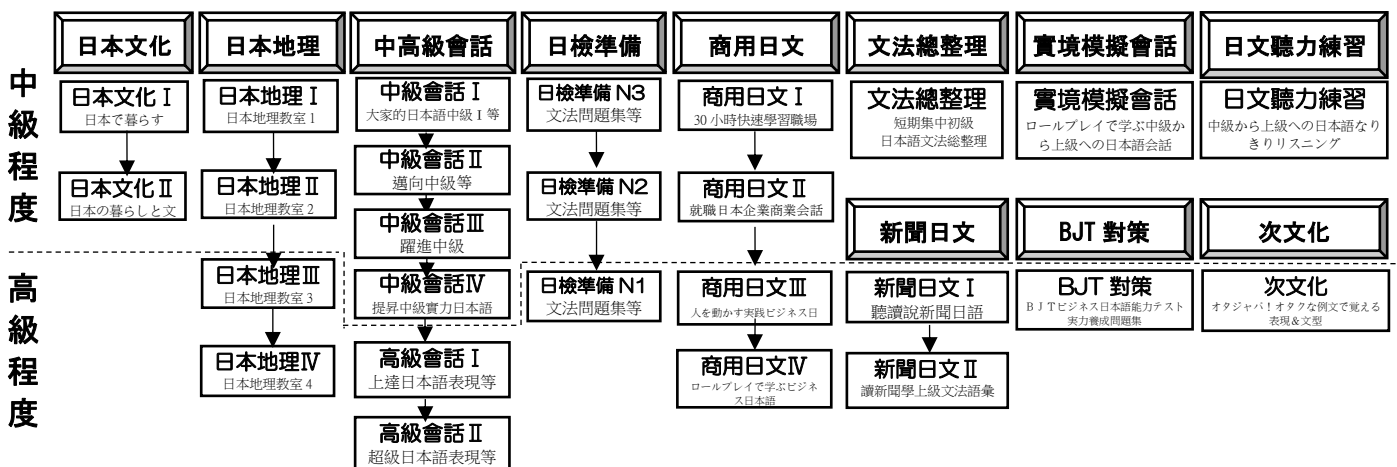 日本文化
日本地理
中高級會話
日檢準備
商用日文
文法總整理
實境模擬會話
日文聽力練習
中級程度
日本文化 I
日本で暮らす
日本文化 II
日本の暮らしと文
日本地理 I
日本地理教室 1
日本地理 II
日本地理教室 2
日本地理III
日本地理教室 3
日本地理IV
日本地理教室 4
中級會話 I
大家的日本語中級 I 等
中級會話 II
邁向中級等
中級會話III
躍進中級
中級會話IV
提昇中級實力日本語
高級會話 I
上達日本語表現等
高級會話 II
超級日本語表現等
日檢準備 N3
文法問題集等
日檢準備 N2
文法問題集等
日檢準備 N1
文法問題集等
商用日文 I
30 小時快速學習職場
商用日文 II
就職日本企業商業会話
商用日文III
人を動かす実践ビジネス日
商用日文IV
ロールプレイで学ぶビジネ
ス日本語
文法總整理
短期集中初級
日本語文法総整理
實境模擬會話
ロールプレイで学ぶ中級か
ら上級への日本語会話
日文聽力練習
中級から上級への日本語なり
きりリスニング
新聞日文
BJT 對策
次文化
高級程度
新聞日文 I
聽讀說新聞日語
新聞日文 II
讀新聞學上級文法語彙
BJT 對策
BJTビジネス日本語能力テスト
実力養成問題集
次文化
オタジャパ！オタクな例文で覚える
表現＆文型